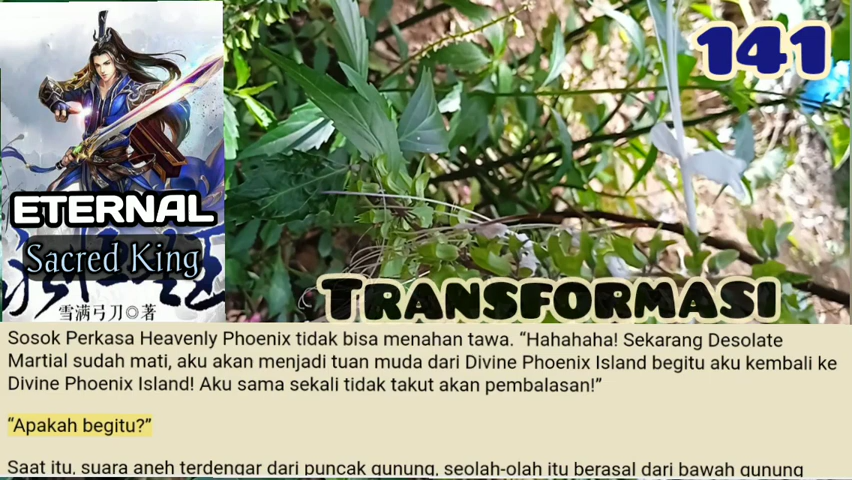 141
ETERNAL
Sacred King
雪满弓刀◎著
TRANSFORMASI
Sosok Perkasa Heavenly Phoenix tidak bisa menahan tawa. “Hahahaha! Sekarang Desolate
Martial sudah mati, aku akan menjadi tuan muda dari Divine Phoenix Island begitu aku kembali ke
Divine Phoenix Island! Aku sama sekali tidak takut akan pembalasan!”
“Apakah begitu?”
Saat itu, suara aneh terdengar dari puncak gunung, seolah-olah itu berasal dari bawah gunung